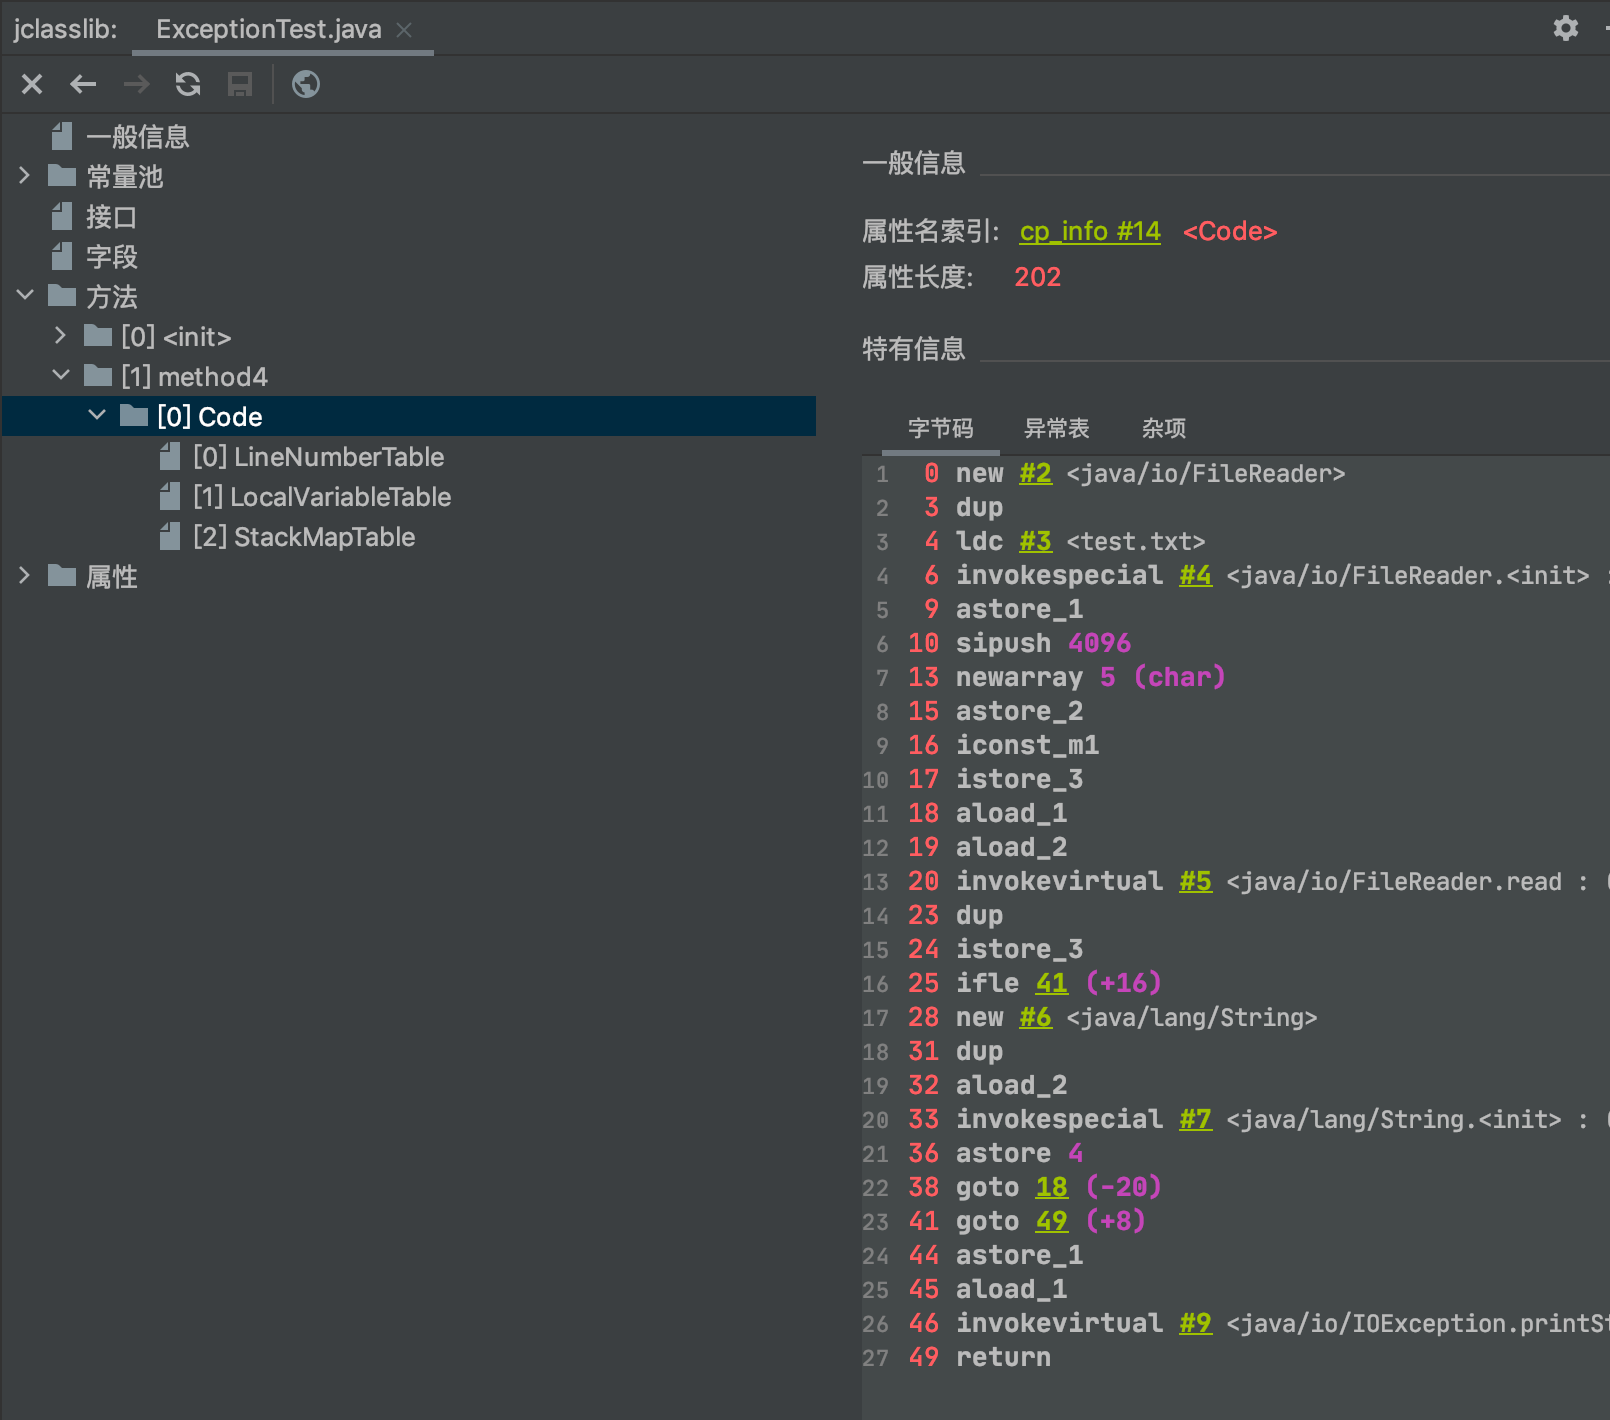 jclasslib: ExceptionTest.java
一般信息
常量池
接口
字段
方法
[0] <init>
[1] method4
[0] Code
[0] LineNumberTable
[1] LocalVariableTable
[2] StackMapTable
属性
一般信息
属性名索引: cp_info #14 <Code>
属性长度: 202
特有信息
字节码 异常表 杂项
1 0 new #2 <java/io/FileReader>
2 3 dup
3 4 ldc #3 <test.txt>
4 6 invokespecial #4 <java/io/FileReader.<init> :
5 9 astore_1
6 10 sipush 4096
7 13 newarray 5 (char)
8 15 astore_2
9 16 iconst_m1
10 17 istore_3
11 18 aload_1
12 19 aload_2
13 20 invokevirtual #5 <java/io/FileReader.read : (
14 23 dup
15 24 istore_3
16 25 ifle 41 (+16)
17 28 new #6 <java/lang/String>
18 31 dup
19 32 aload_2
20 33 invokespecial #7 <java/lang/String.<init> : (
21 36 astore 4
22 38 goto 18 (-20)
23 41 goto 49 (+8)
24 44 astore_1
25 45 aload_1
26 46 invokevirtual #9 <java/io/IOException.printSt
27 49 return